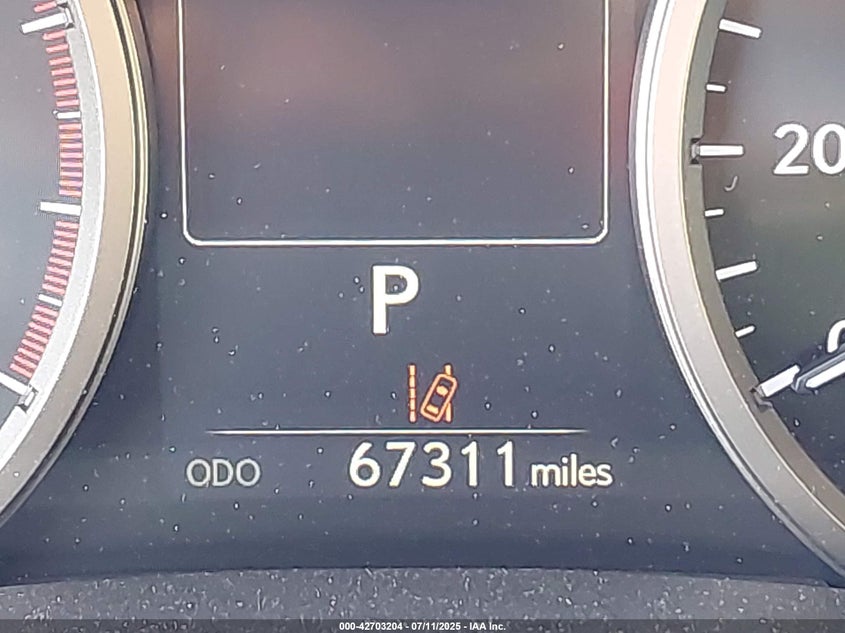 20
P
ODO 67311 miles
000-42703204 - 07/11/2025 - IAA Inc.